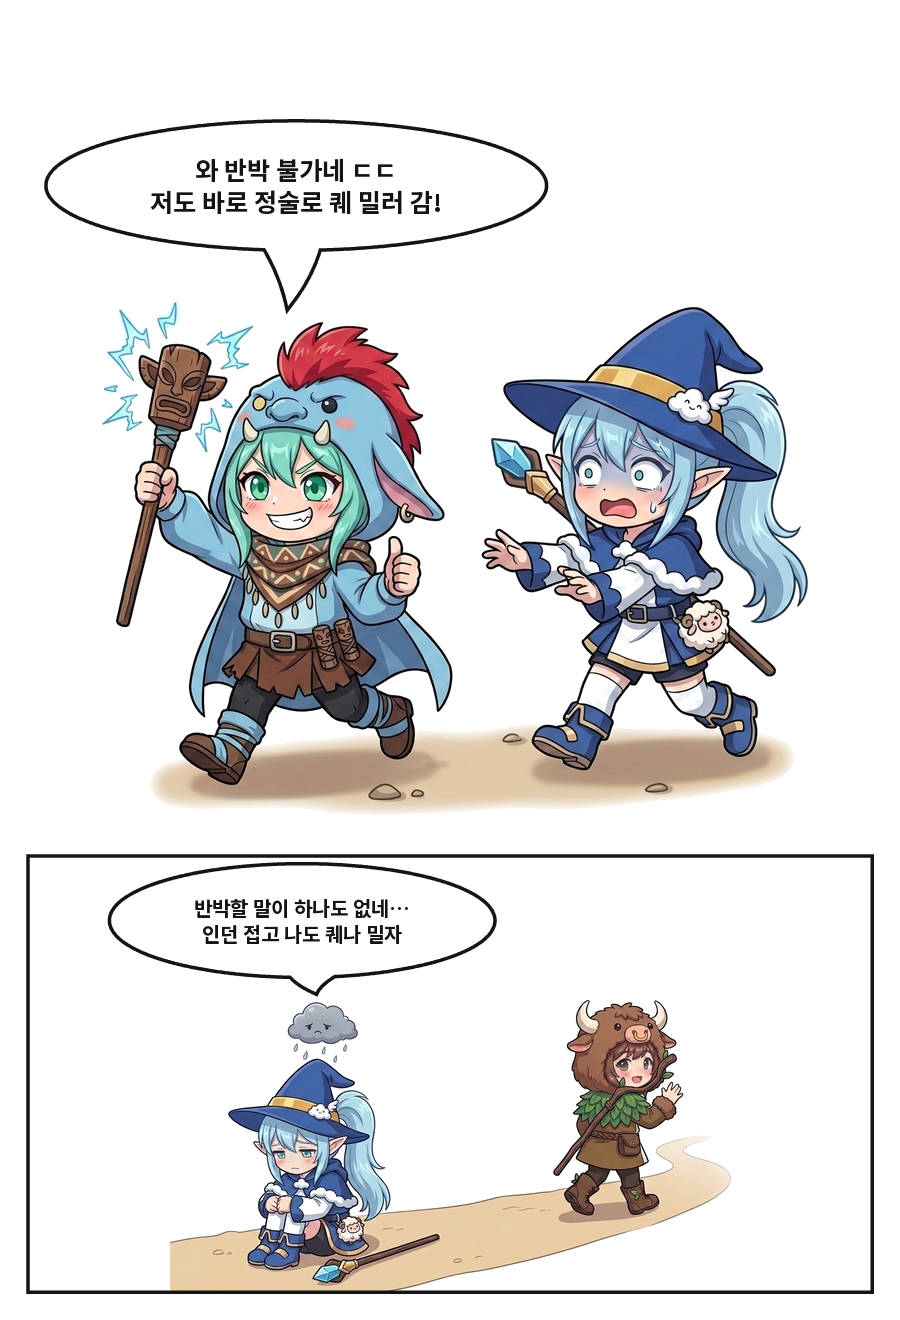 와 반박 불가네 ㄷㄷ
저도 바로 정술로 퀘 밀러 감!
반박할 말이 하나도 없네…
인던 접고 나도 퀘나 밀자